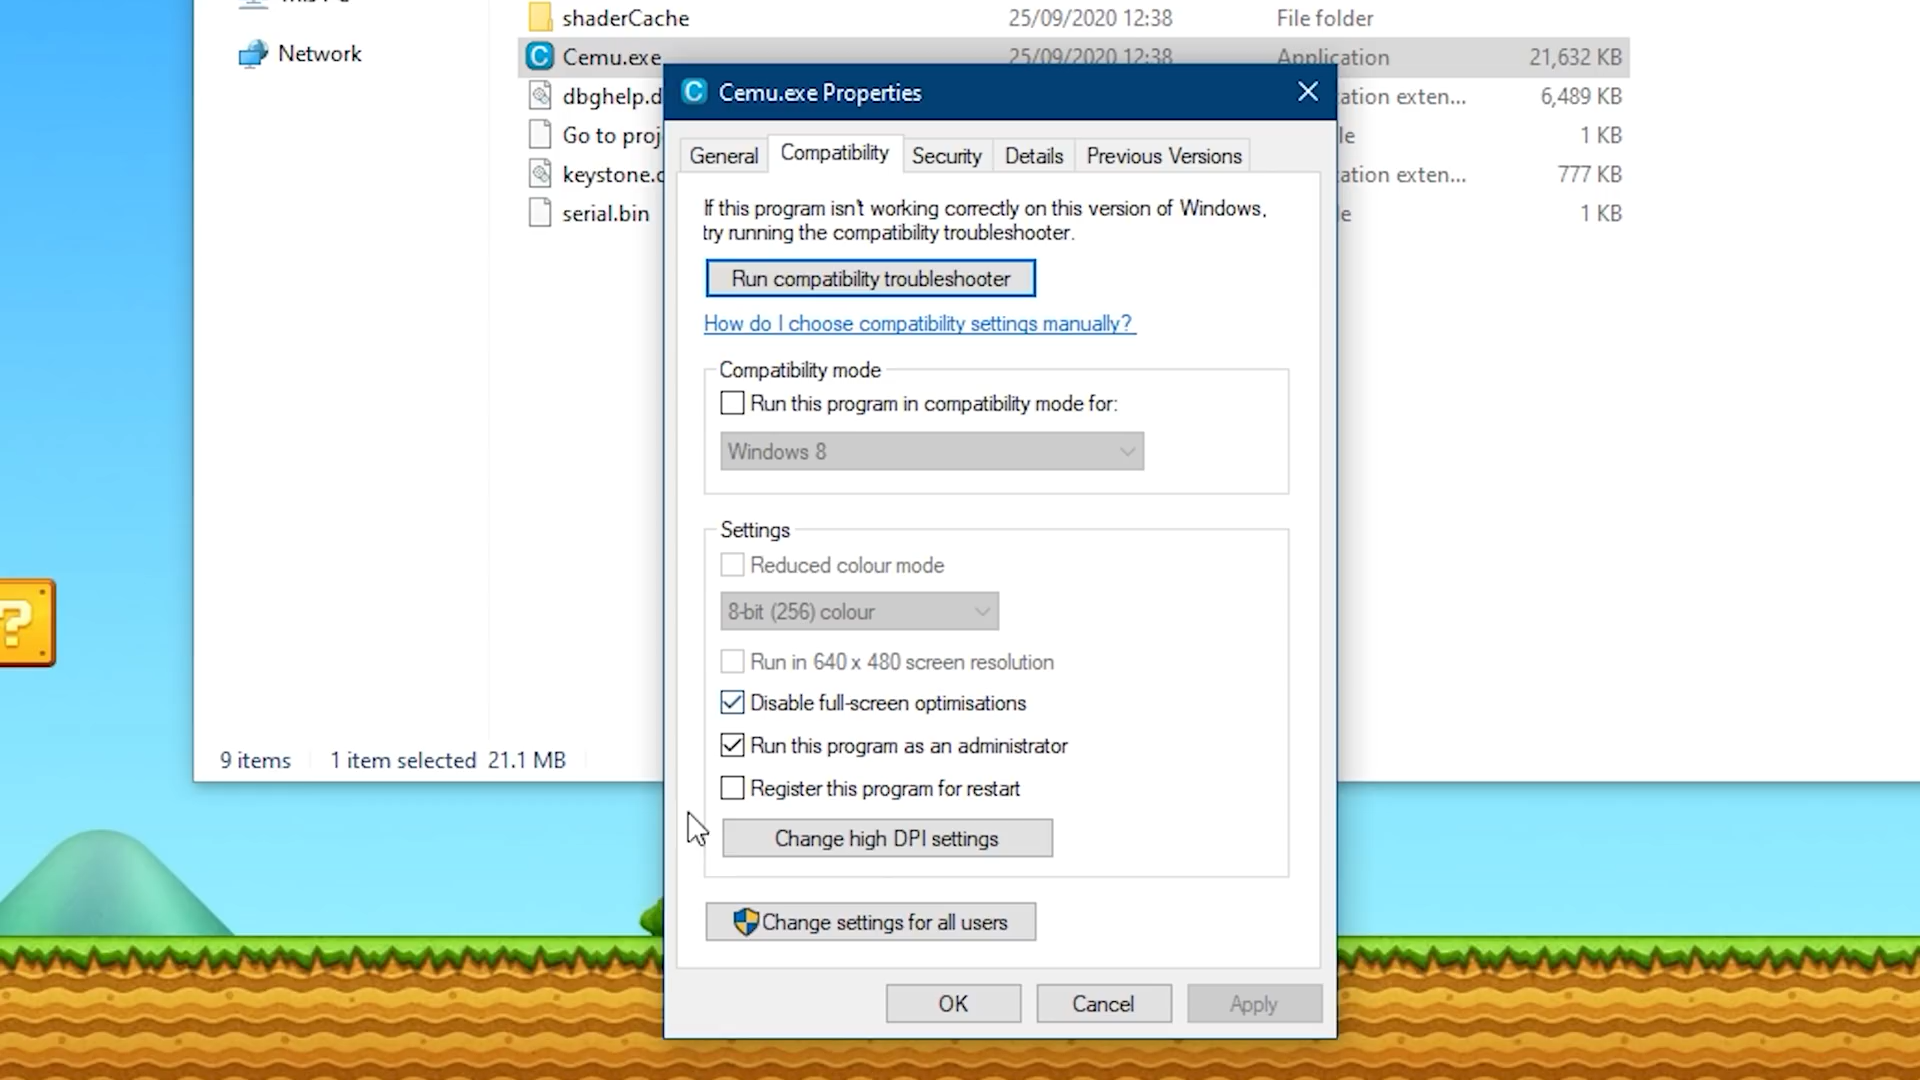 shaderCache 25/09/2020 12:38 File folder
Network
Cemu.exe 25/09/2020 12:38 Application 21,632 KB
dbghelp.d ation exten... 6,489 KB
Go to proj le 1 KB
keystone.c ation exten... 777 KB
serial.bin e 1 KB
9 items 1 item selected 21.1 MB
Cemu.exe Properties
General Compatibility Security Details Previous Versions
If this program isn't working correctly on this version of Windows,
try running the compatibility troubleshooter.
Run compatibility troubleshooter
How do I choose compatibility settings manually?
Compatibility mode
Run this program in compatibility mode for:
Windows 8
Settings
Reduced colour mode
8-bit (256) colour
Run in 640 x 480 screen resolution
Disable full-screen optimisations
Run this program as an administrator
Register this program for restart
Change high DPI settings
Change settings for all users
OK Cancel Apply